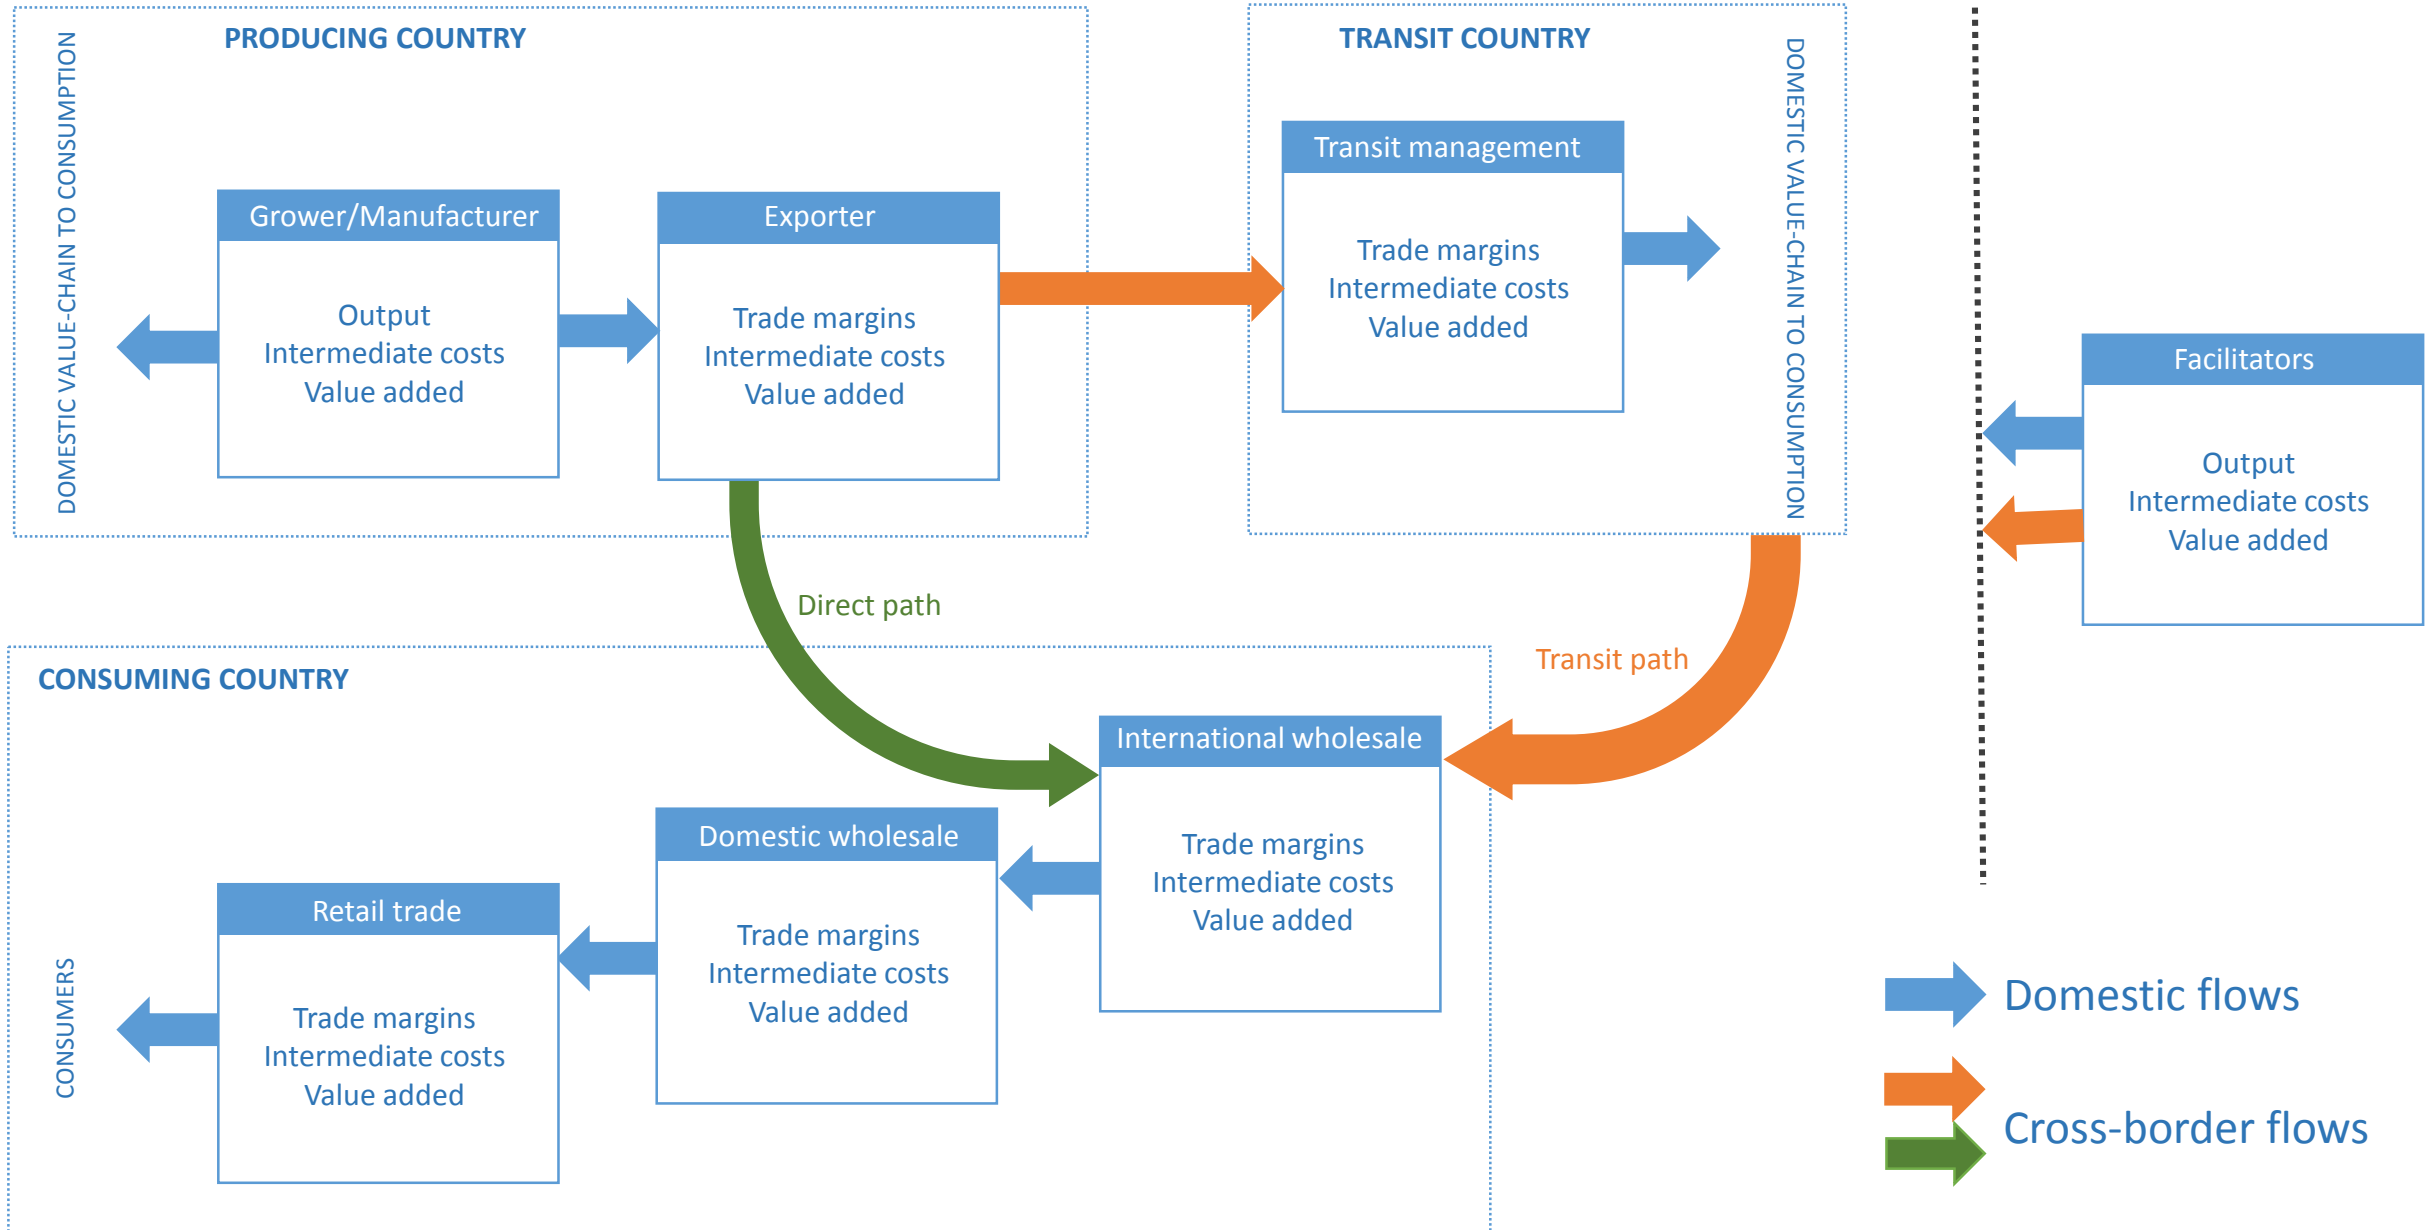 PRODUCING COUNTRY
DOMESTIC VALUE-CHAIN TO CONSUMPTION
Grower/Manufacturer
Output
Intermediate costs
Value added
Exporter
Trade margins
Intermediate costs
Value added
TRANSIT COUNTRY
Transit management
Trade margins
Intermediate costs
Value added
DOMESTIC VALUE-CHAIN TO CONSUMPTION
Facilitators
Output
Intermediate costs
Value added
Direct path
Transit path
CONSUMING COUNTRY
International wholesale
Trade margins
Intermediate costs
Value added
Domestic wholesale
Trade margins
Intermediate costs
Value added
Retail trade
Trade margins
Intermediate costs
Value added
CONSUMERS
Domestic flows
Cross-border flows